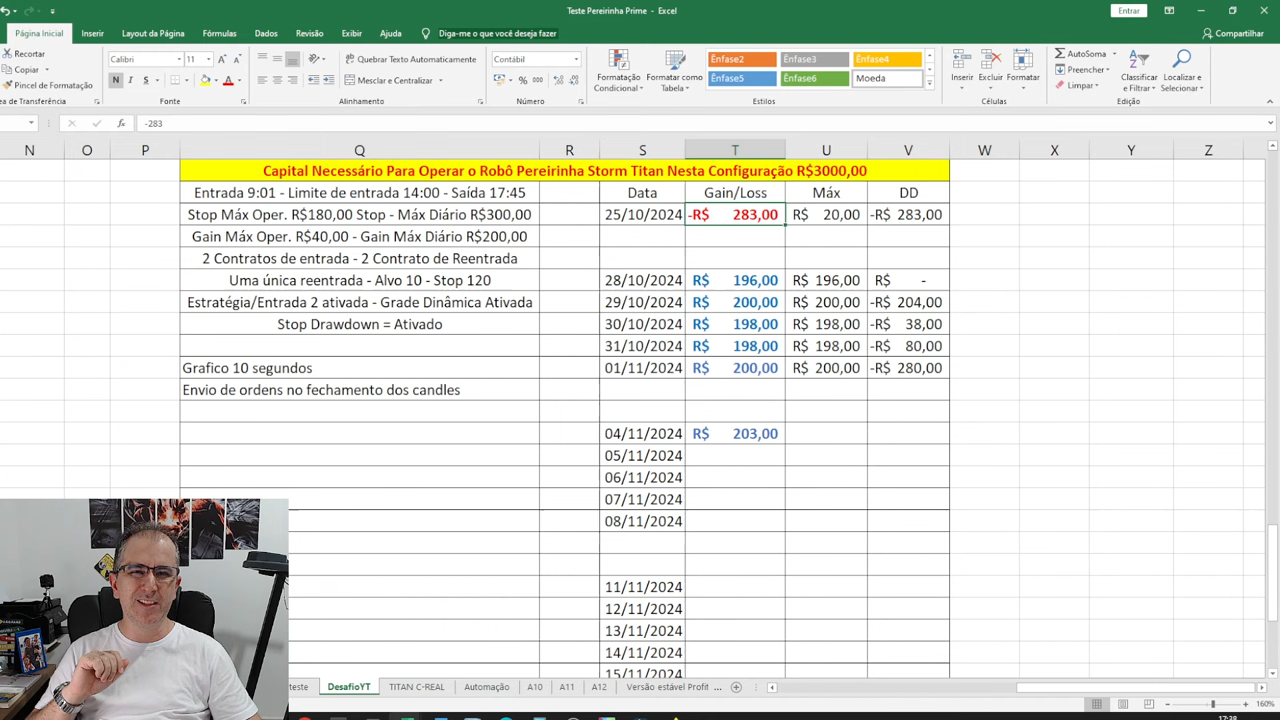 Teste Pereirinha Prime - Excel
Entrar
Página Inicial Inserir Layout da Página Fórmulas Dados Revisão Exibir Ajuda Diga-me o que você deseja fazer Compartilhar
Recortar
Copiar
Pincel de Formatação
Calibri 11
N I S
Quebrar Texto Automaticamente
Mesclar e Centralizar
Contábil
% 000
Formatação Condicional
Formatar como Tabela
Ênfase2 Ênfase3 Ênfase4
Ênfase5 Ênfase6 Moeda
Inserir Excluir Formatar
AutoSoma
Preencher
Limpar
Classificar e Filtrar
Localizar e Selecionar
a de Transferência Fonte Alinhamento Número Estilos Células Edição
fx -283
N O P Q R S T U V W X Y Z
Capital Necessário Para Operar o Robô Pereirinha Storm Titan Nesta Configuração R$3000,00
Entrada 9:01 - Limite de entrada 14:00 - Saída 17:45 Data Gain/Loss Máx DD
Stop Máx Oper. R$180,00 Stop - Máx Diário R$300,00 25/10/2024 -R$ 283,00 R$ 20,00 -R$ 283,00
Gain Máx Oper. R$40,00 - Gain Máx Diário R$200,00
2 Contratos de entrada - 2 Contrato de Reentrada
Uma única reentrada - Alvo 10 - Stop 120 28/10/2024 R$ 196,00 R$ 196,00 R$ -
Estratégia/Entrada 2 ativada - Grade Dinâmica Ativada 29/10/2024 R$ 200,00 R$ 200,00 -R$ 204,00
Stop Drawdown = Ativado 30/10/2024 R$ 198,00 R$ 198,00 -R$ 38,00
31/10/2024 R$ 198,00 R$ 198,00 -R$ 80,00
Grafico 10 segundos 01/11/2024 R$ 200,00 R$ 200,00 -R$ 280,00
Envio de ordens no fechamento dos candles
04/11/2024 R$ 203,00
05/11/2024
06/11/2024
07/11/2024
08/11/2024
11/11/2024
12/11/2024
13/11/2024
14/11/2024
15/11/2024
teste DesafioYT TITAN C-REAL Automação A10 A11 A12 Versão estável Profit ...
160%
17:38